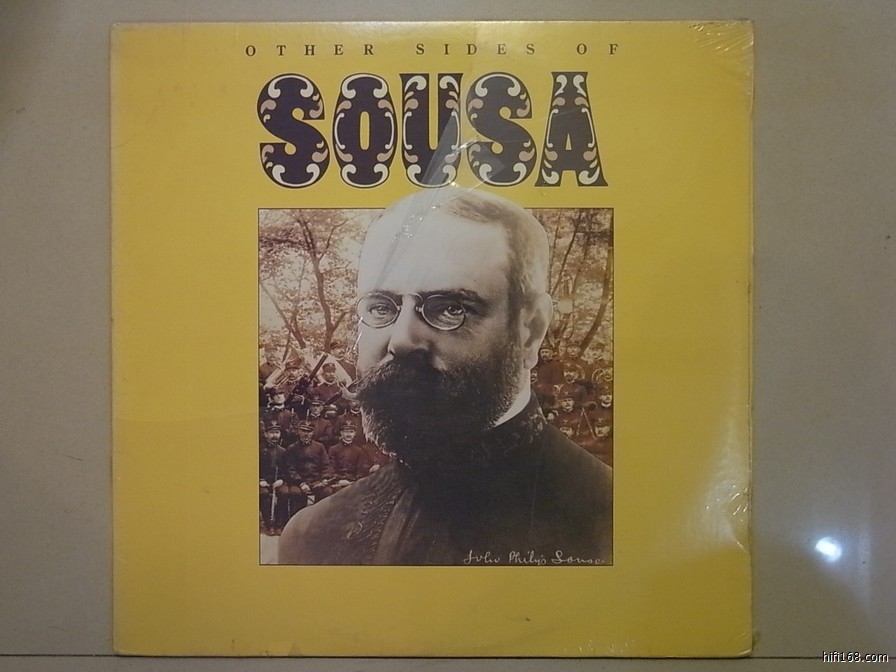 OTHER SIDES OF
SOUSA
John Philip Sousa
hifi168.com